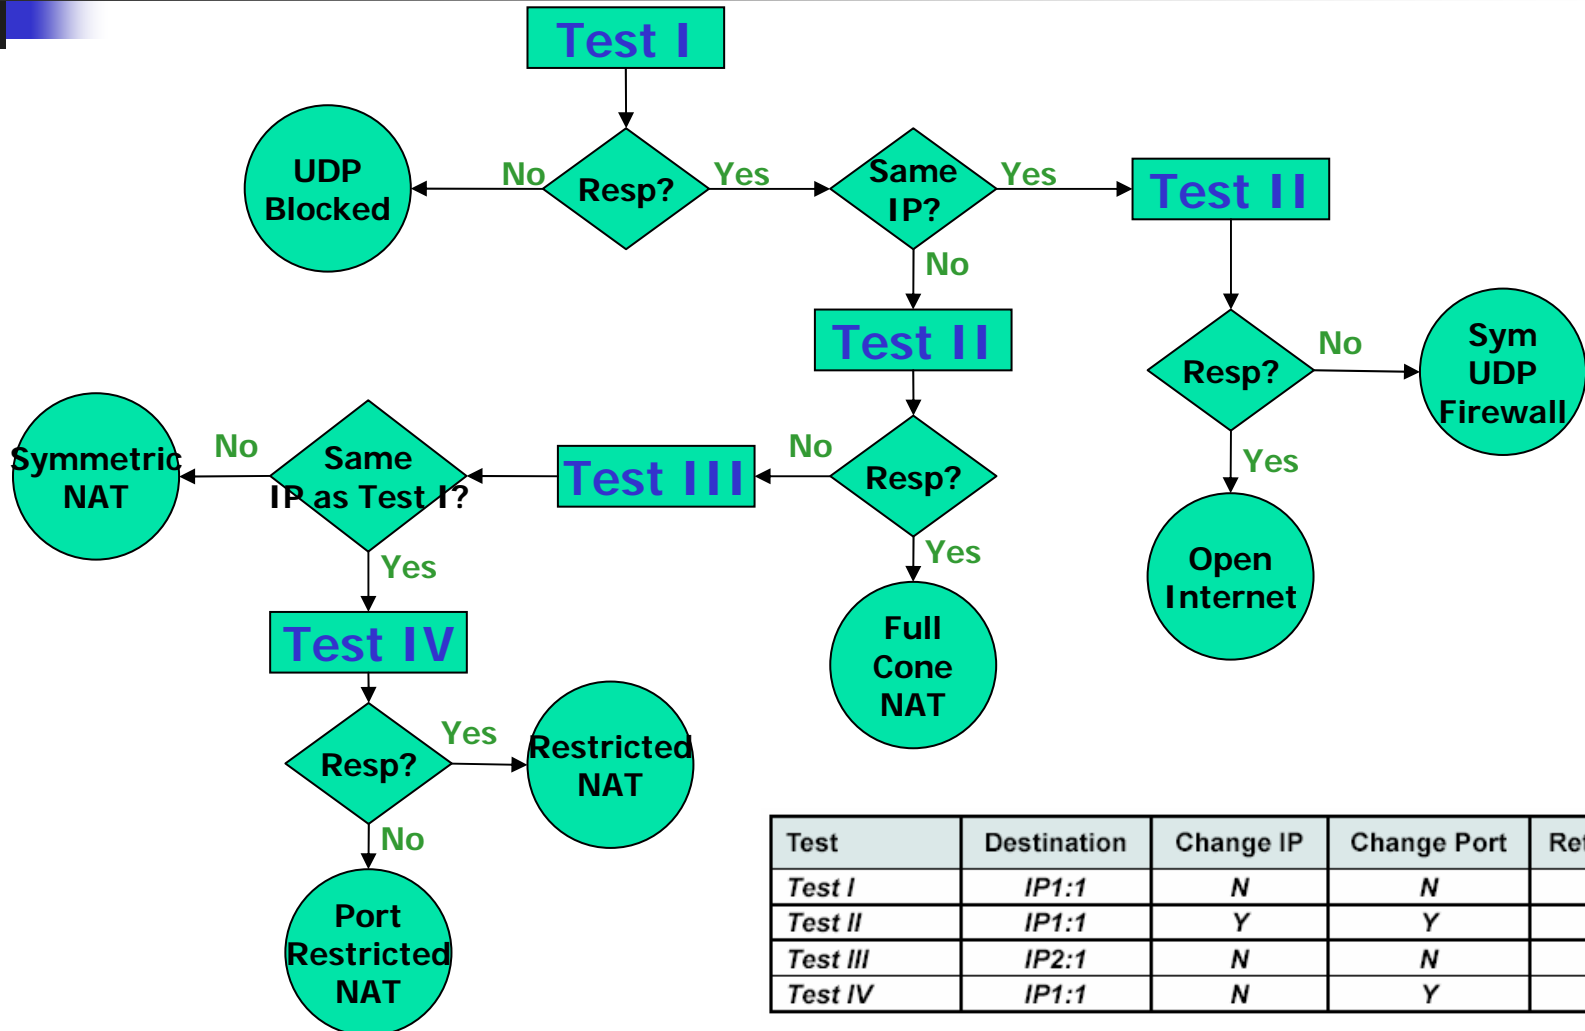 Test I
UDP
Blocked
No
Resp?
Yes
Same
IP?
Yes
Test II
No
Test II
Resp?
No
Sym
UDP
Firewall
Yes
Open
Internet
Symmetric
NAT
No
Same
IP as Test I?
Test III
No
Resp?
Yes
Full
Cone
NAT
Yes
Test IV
Resp?
Yes
Restricted
NAT
No
Port
Restricted
NAT
Test Destination Change IP Change Port
Test I IP1:1 N N
Test II IP1:1 Y Y
Test III IP2:1 N N
Test IV IP1:1 N Y